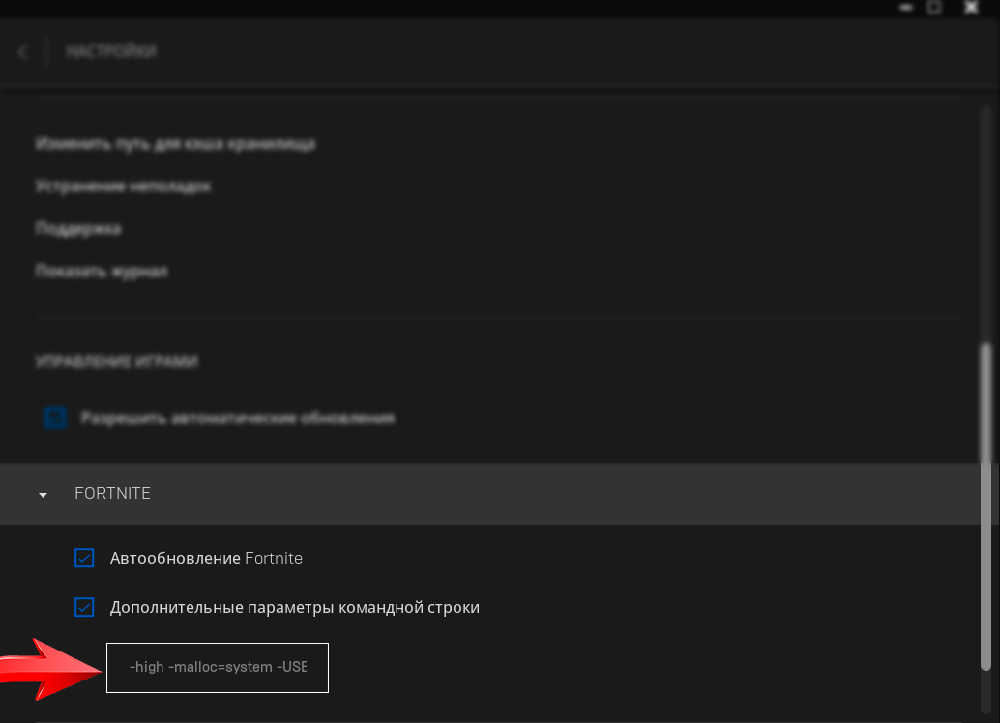 НАСТРОЙКИ
Изменить путь для кэша хранилища
Устранение неполадок
Поддержка
Показать журнал
УПРАВЛЕНИЕ ИГРАМИ
Разрешить автоматические обновления
FORTNITE
Автообновление Fortnite
Дополнительные параметры командной строки
-high -malloc=system -USE